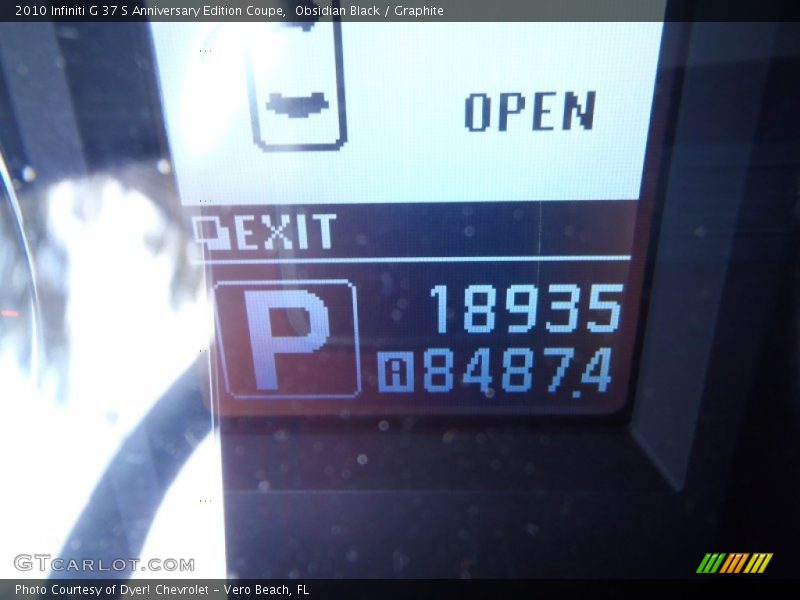 2010 Infiniti G 37 S Anniversary Edition Coupe, Obsidian Black / Graphite
OPEN
EXIT
P
18935
A 8487.4
GTCARLOT.COM
Photo Courtesy of Dyer! Chevrolet - Vero Beach, FL